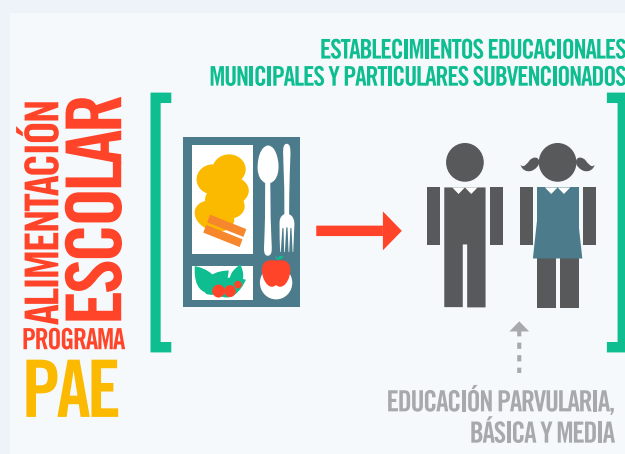 ESTABLECIMIENTOS EDUCACIONALES
MUNICIPALES Y PARTICULARES SUBVENCIONADOS
PROGRAMA
ALIMENTACIÓN
ESCOLAR
PAE
EDUCACIÓN PARVULARIA,
BÁSICA Y MEDIA